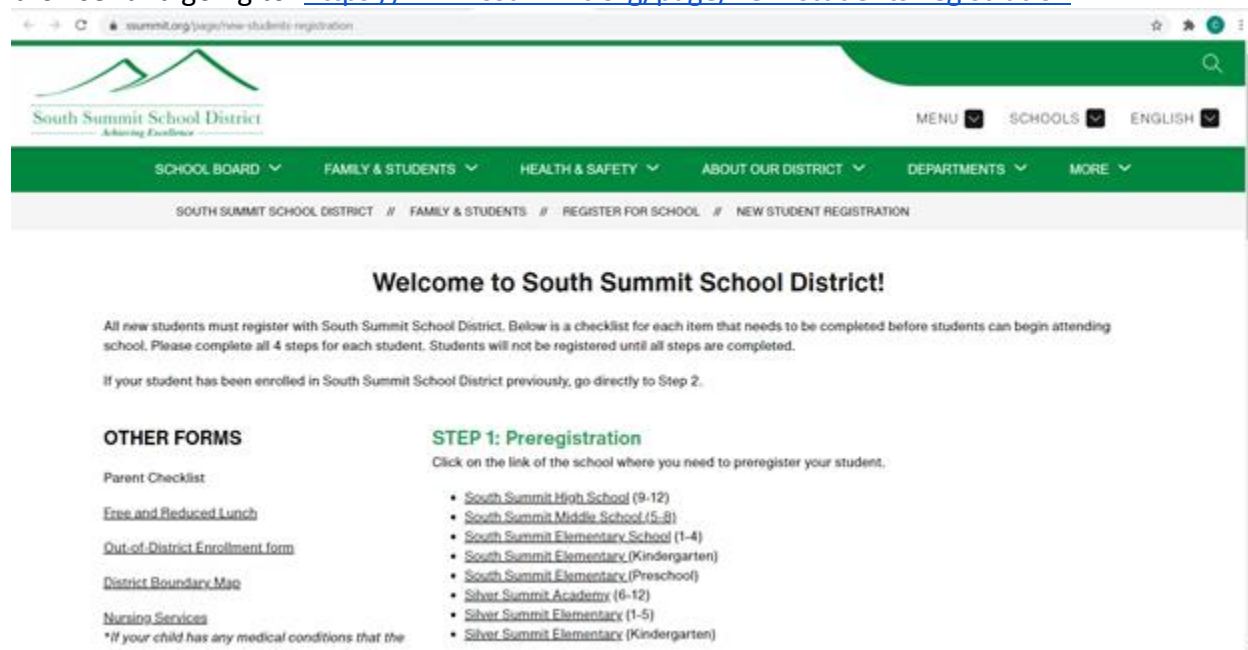 ssummit.org/page/new-students-registration
South Summit School District
Achieving Excellence
MENU SCHOOLS ENGLISH
SCHOOL BOARD FAMILY & STUDENTS HEALTH & SAFETY ABOUT OUR DISTRICT DEPARTMENTS MORE
SOUTH SUMMIT SCHOOL DISTRICT // FAMILY & STUDENTS // REGISTER FOR SCHOOL // NEW STUDENT REGISTRATION
Welcome to South Summit School District!
All new students must register with South Summit School District. Below is a checklist for each item that needs to be completed before students can begin attending
school. Please complete all 4 steps for each student. Students will not be registered until all steps are completed.
If your student has been enrolled in South Summit School District previously, go directly to Step 2.
OTHER FORMS
Parent Checklist
Free and Reduced Lunch
Out-of-District Enrollment form
District Boundary Map
Nursing Services
*If your child has any medical conditions that the
STEP 1: Preregistration
Click on the link of the school where you need to preregister your student.
• South Summit High School (9-12)
• South Summit Middle School (5-8)
• South Summit Elementary School (1-4)
• South Summit Elementary (Kindergarten)
• South Summit Elementary (Preschool)
• Silver Summit Academy (6-12)
• Silver Summit Elementary (1-5)
• Silver Summit Elementary (Kindergarten)